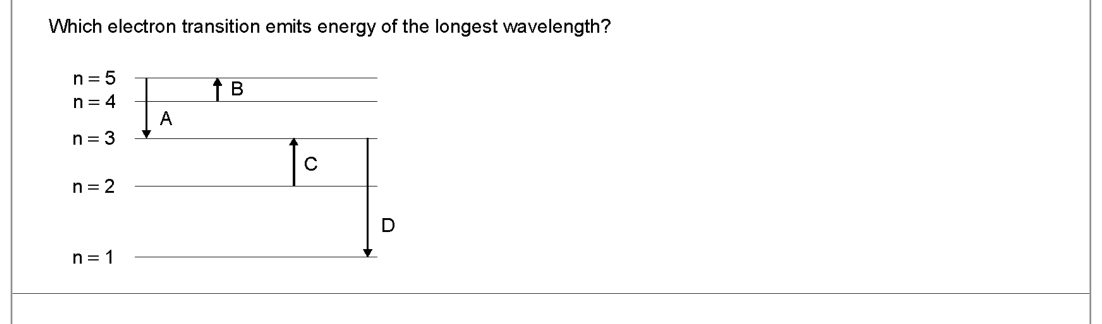 Which electron transition emits energy of the longest wavelength?
n = 5
B
n = 4
A
n = 3
C
n = 2
D
n = 1